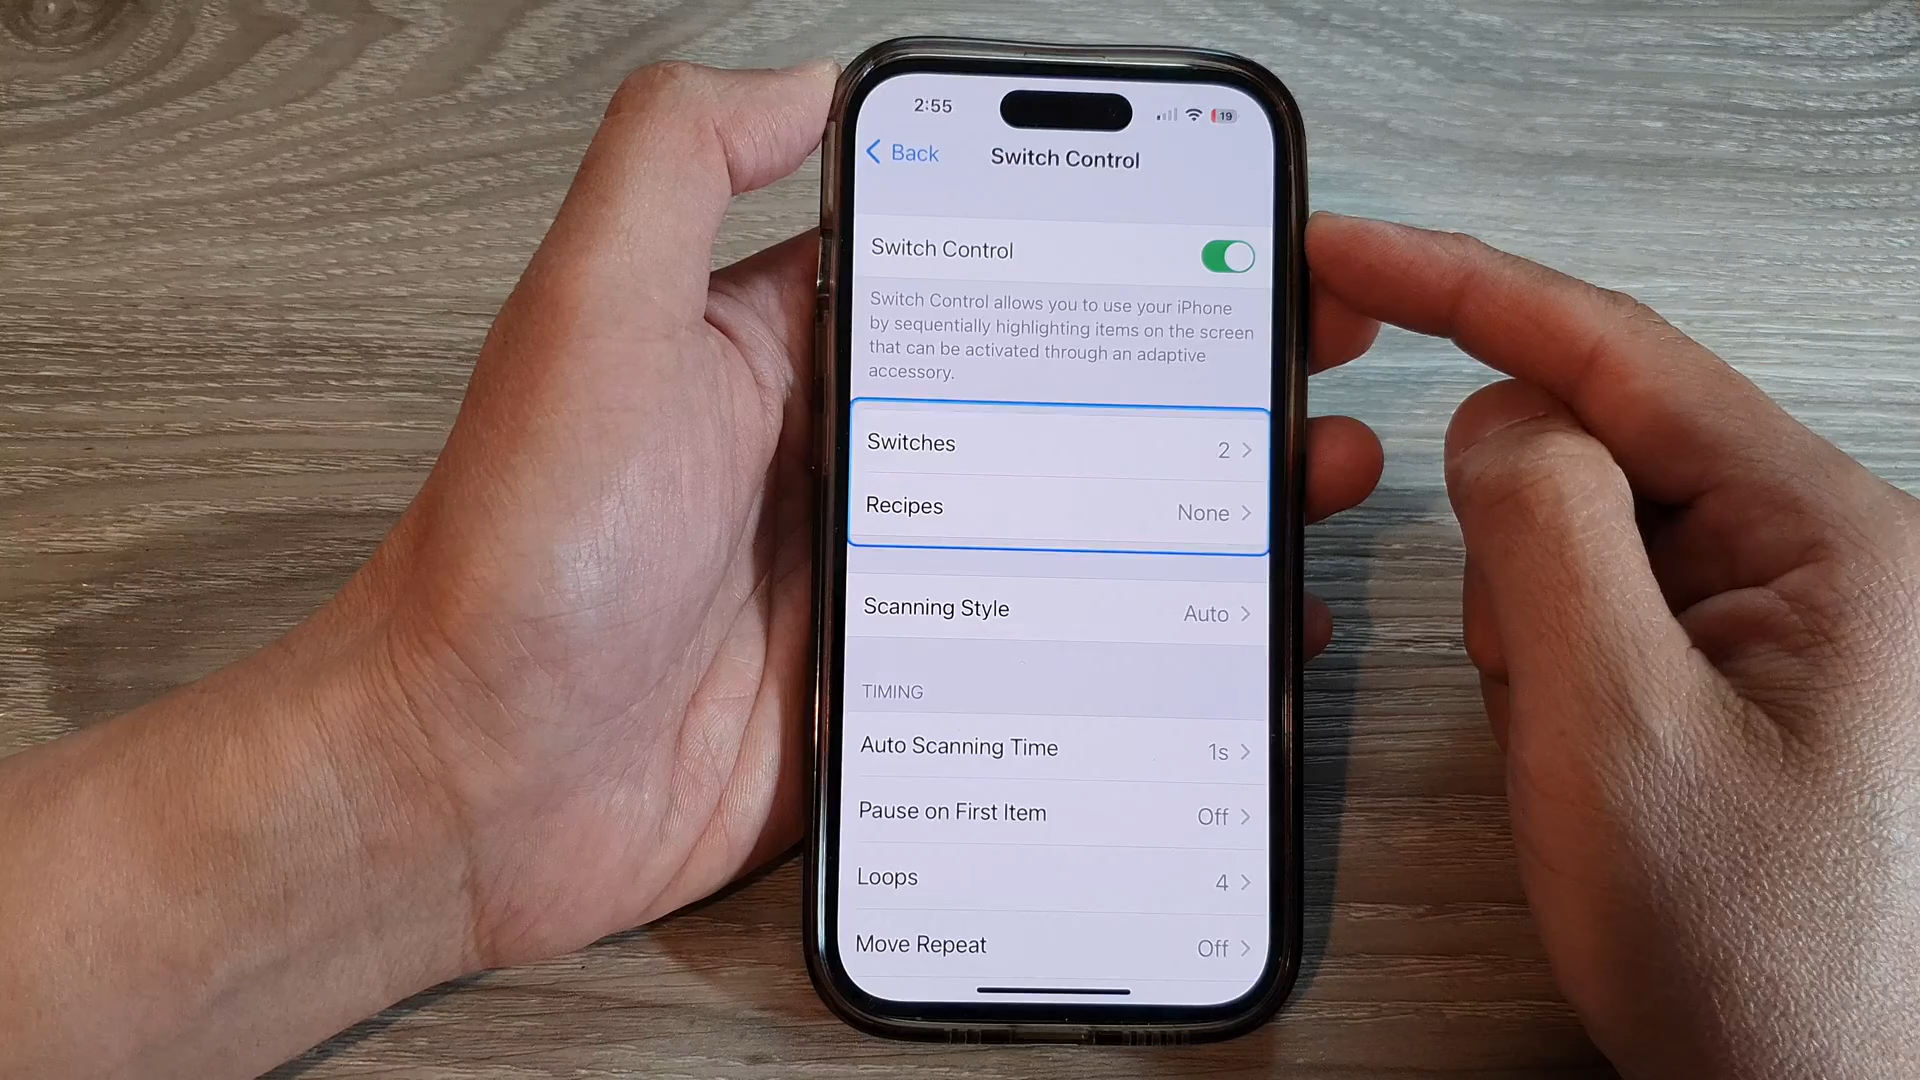 2:55
19
Back
Switch Control
Switch Control
Switch Control allows you to use your iPhone
by sequentially highlighting items on the screen
that can be activated through an adaptive
accessory.
Switches 2
Recipes None
Scanning Style Auto
TIMING
Auto Scanning Time 1s
Pause on First Item Off
Loops 4
Move Repeat Off